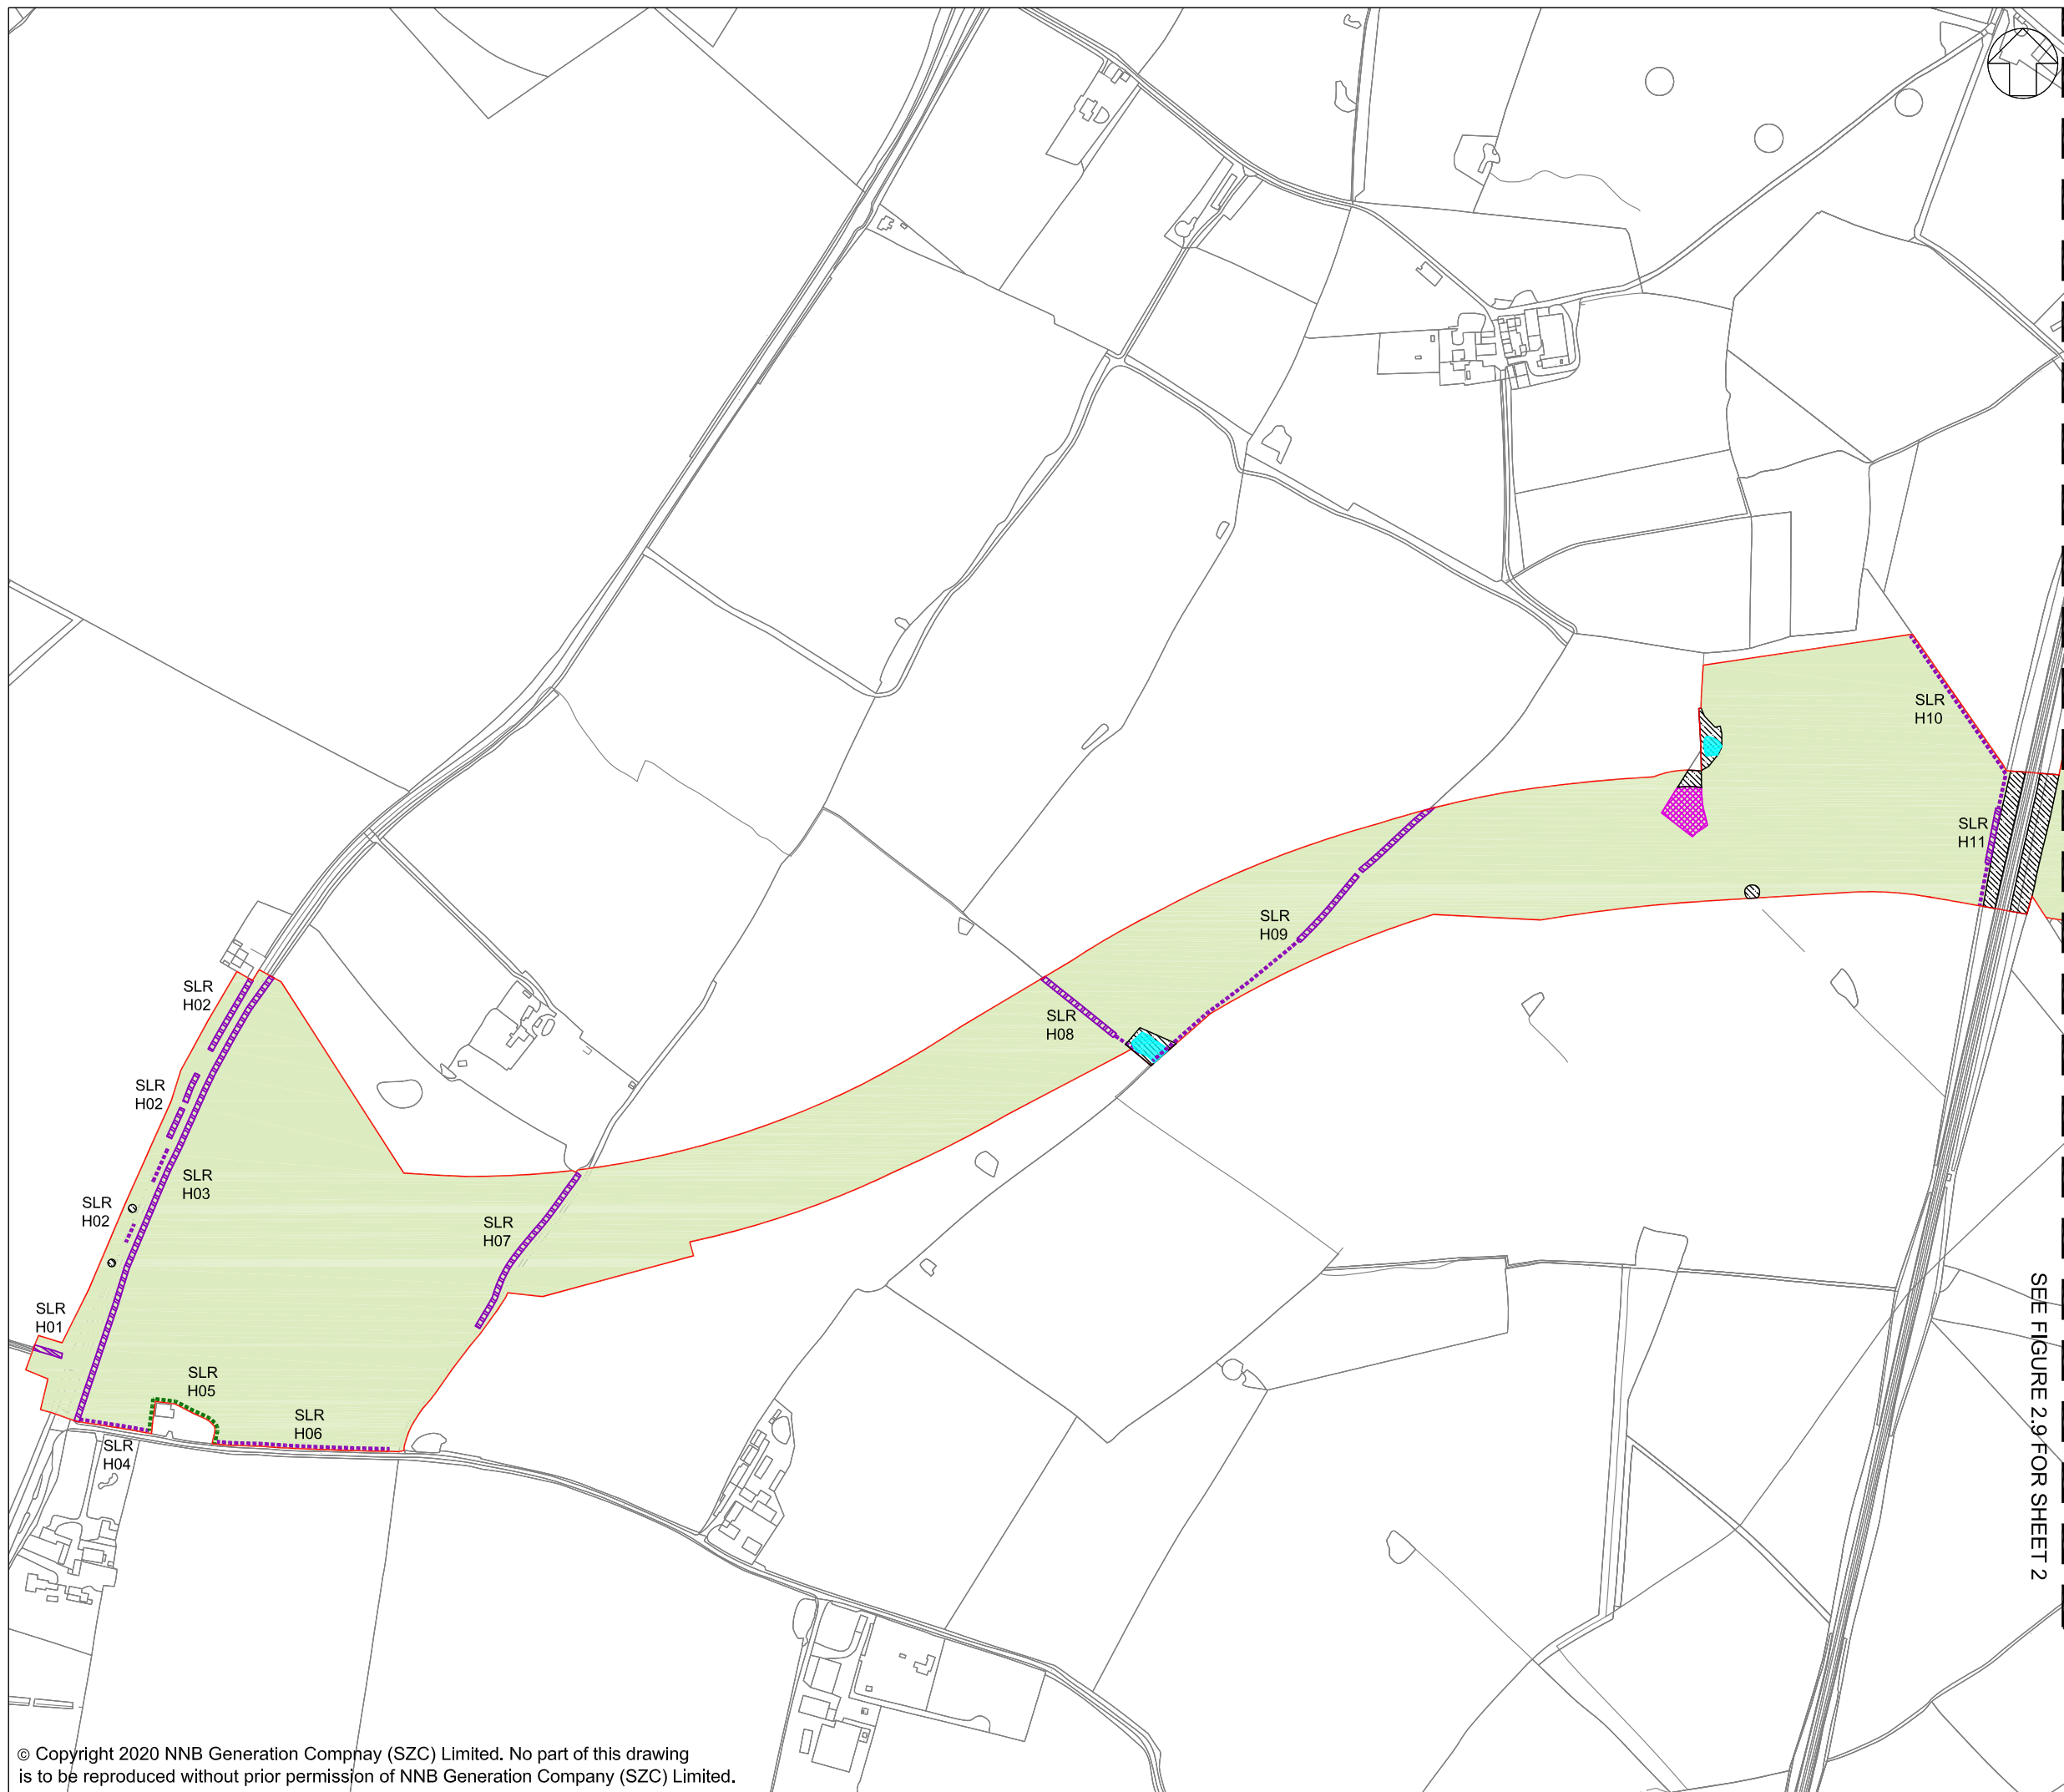 SLR
H10
SLR
H11
SLR
H09
SLR
H02
SLR
H08
SLR
H02
SLR
H03
SLR
H02
SLR
H07
SLR
H01
SLR
H05
SLR
H06
SLR
H04
SEE FIGURE 2.9 FOR SHEET 2
© Copyright 2020 NNB Generation Compnay (SZC) Limited. No part of this drawing
is to be reproduced without prior permission of NNB Generation Company (SZC) Limited.